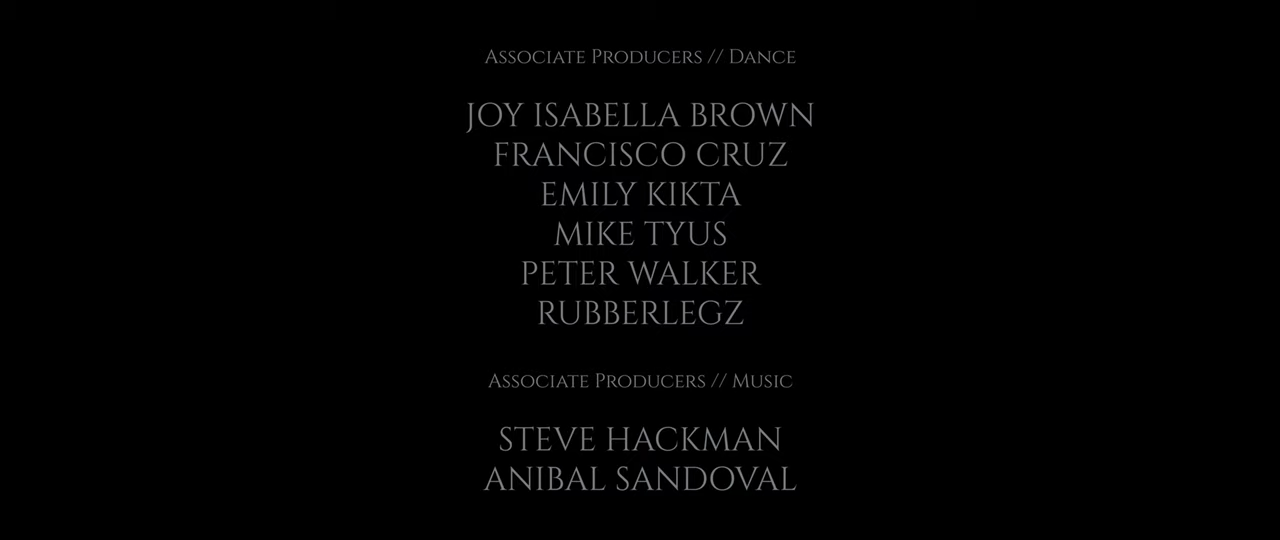 Associate Producers // Dance
JOY ISABELLA BROWN
FRANCISCO CRUZ
EMILY KIKTA
MIKE TYUS
PETER WALKER
RUBBERLEGZ
Associate Producers // Music
STEVE HACKMAN
ANIBAL SANDOVAL